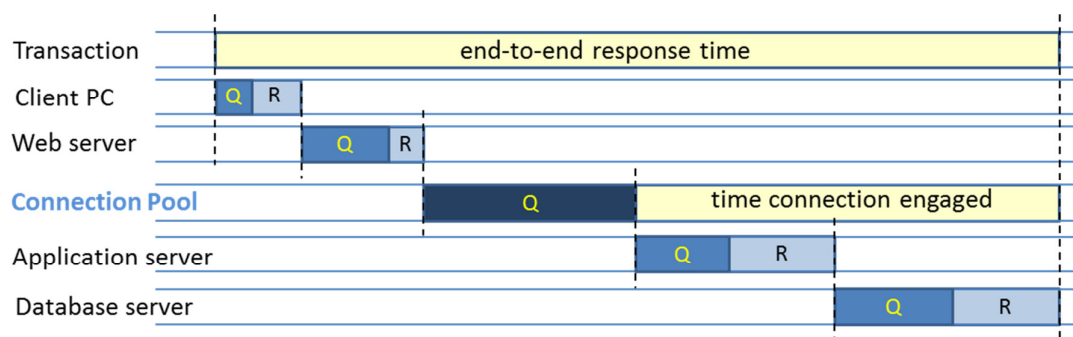 Transaction end-to-end response time
Client PC Q R
Web server Q R
Connection Pool Q time connection engaged
Application server Q R
Database server Q R